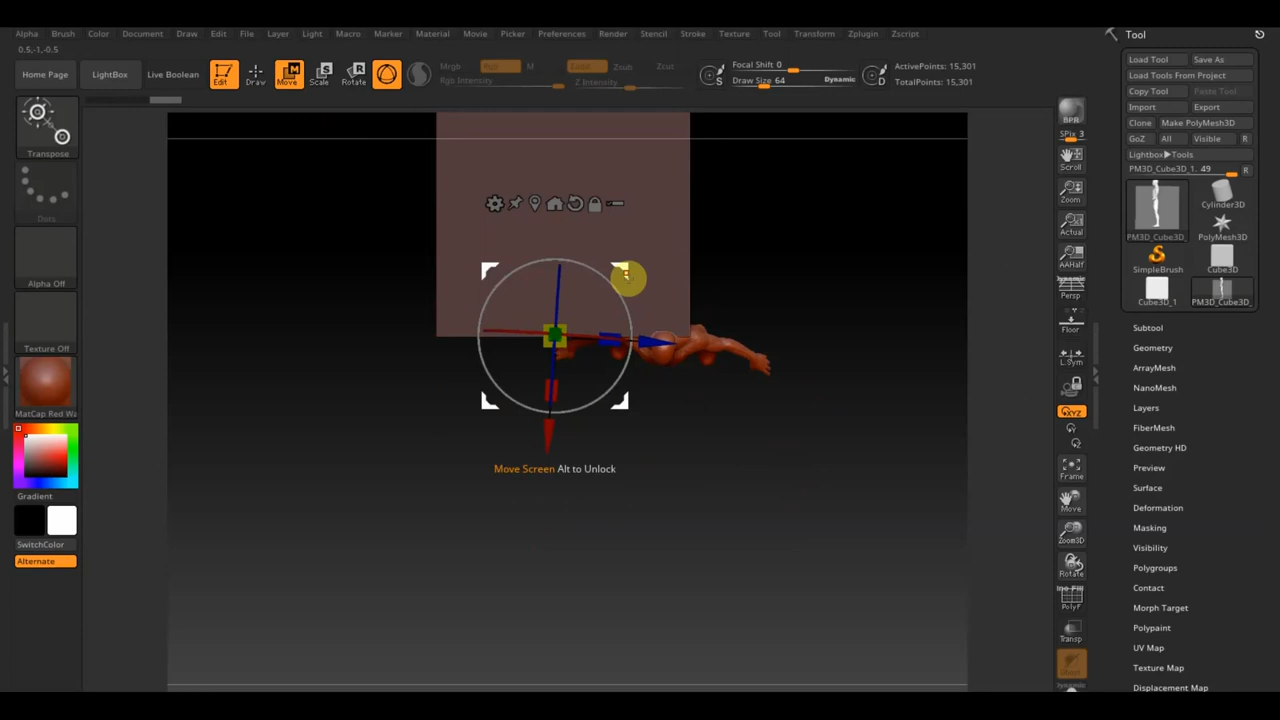 Alpha Brush Color Document Draw Edit File Layer Light Macro Marker Material Movie Picker Preferences Render Stencil Stroke Texture Tool Transform Zplugin Zscript
0.5,-1,-0.5
Home Page LightBox Live Boolean Edit Draw Move Scale Rotate
Mrgb Rgb M
Rgb Intensity
Zadd Zsub Zcut
Z Intensity
Focal Shift 0
Draw Size 64 Dynamic
ActivePoints: 15,301
TotalPoints: 15,301
Transpose
Dots
Alpha Off
Texture Off
MatCap Red Wa
Gradient
SwitchColor
Alternate
Move Screen Alt to Unlock
BPR
SPix 3
Scroll
Zoom
Actual
AAHalf
Dynamic
Persp
Floor
L.Sym
XYZ
Frame
Move
Zoom3D
Rotate
PolyF
Transp
Dynamic
Tool
Load Tool Save As
Load Tools From Project
Copy Tool Paste Tool
Import Export
Clone Make PolyMesh3D
GoZ All Visible R
Lightbox▶Tools
PM3D_Cube3D_1. 49 R
PM3D_Cube3D_ Cylinder3D
PolyMesh3D
SimpleBrush Cube3D
Cube3D_1 PM3D_Cube3D_
Subtool
Geometry
ArrayMesh
NanoMesh
Layers
FiberMesh
Geometry HD
Preview
Surface
Deformation
Masking
Visibility
Polygroups
Contact
Morph Target
Polypaint
UV Map
Texture Map
Displacement Map